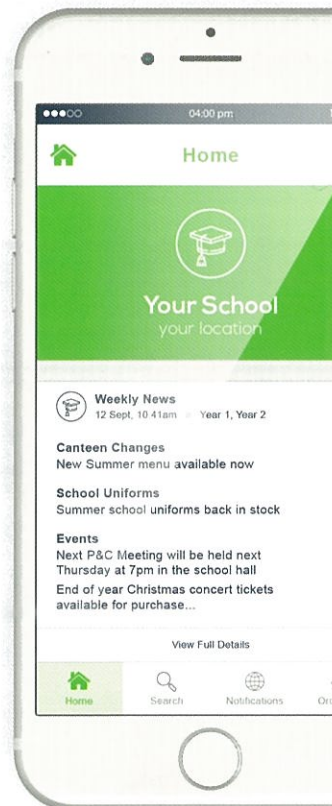 04:00 pm
Home
Your School
your location
Weekly News
12 Sept, 10.41am Year 1, Year 2
Canteen Changes
New Summer menu available now
School Uniforms
Summer school uniforms back in stock
Events
Next P&C Meeting will be held next
Thursday at 7pm in the school hall
End of year Christmas concert tickets
available for purchase...
View Full Details
Home
Search
Notifications